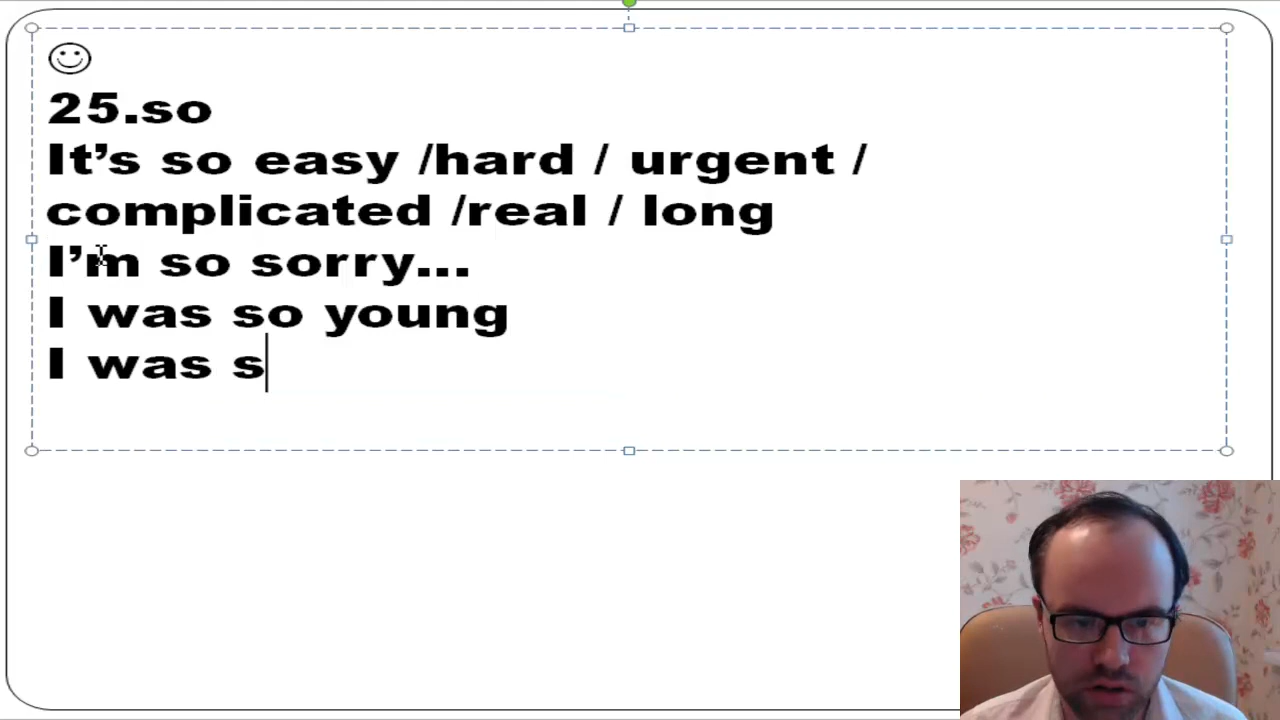 25.so
It’s so easy /hard / urgent /
complicated /real / long
I’m so sorry...
I was so young
I was s